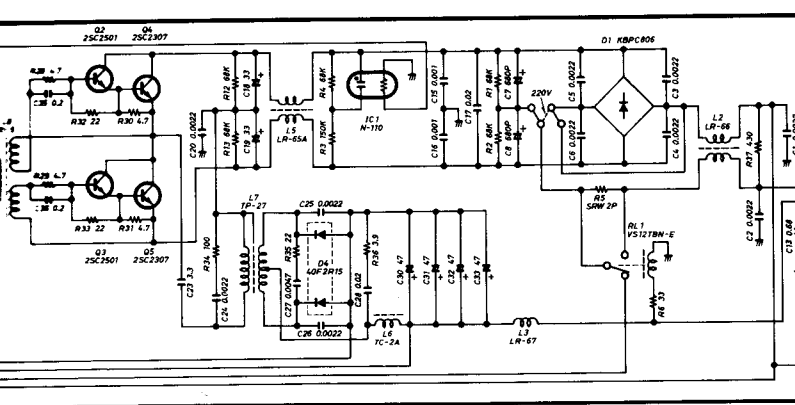 Q2
2SC2501
Q4
2SC2307
D1 KBPC806
4.7
C35 0.2
R32 22
R30 4.7
R12 68K
C18 33
R4 68K
IC1
N-110
C15 0.001
C17 0.02
R1 68K
C7 680P
220V
C5 0.0022
C3 0.0022
L2
LR-66
C20 0.0022
R13 68K
C19 33
L5
LR-65A
R3 150K
C16 0.001
R2 68K
C8 680P
C6 0.0022
C4 0.0022
R37 430
R29 4.7
0.2
R33 22
R31 4.7
Q3
2SC2501
Q5
2SC2307
L7
TP-27
C25 0.0022
R5
SRW 2P
RL1
VS12TBN-E
C2 0.0022
C13 0.68
R34 100
C23 3.3
C24 0.0022
R35 22
C27 0.0047
D4
40F2R15
C26 0.0022
R36 3.9
C28 0.02
C30 47
C31 47
C32 47
C33 47
L6
TC-2A
L3
LR-67
R6 33